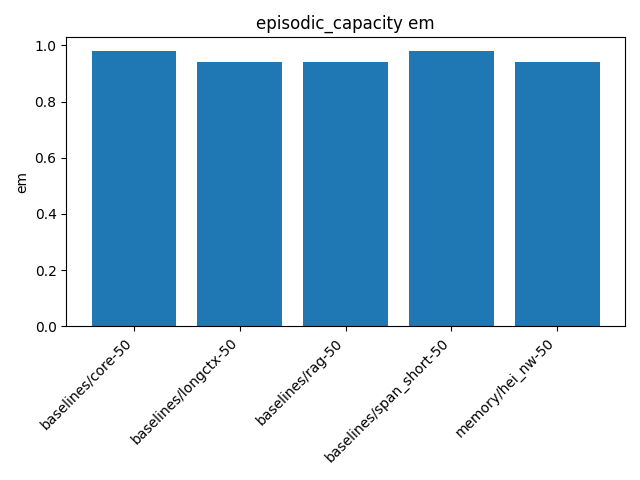 episodic_capacity em
1.0
0.8
0.6
0.4
0.2
0.0
em
baselines/core-50
baselines/longctx-50
baselines/rag-50
baselines/span_short-50
memory/hei_nw-50